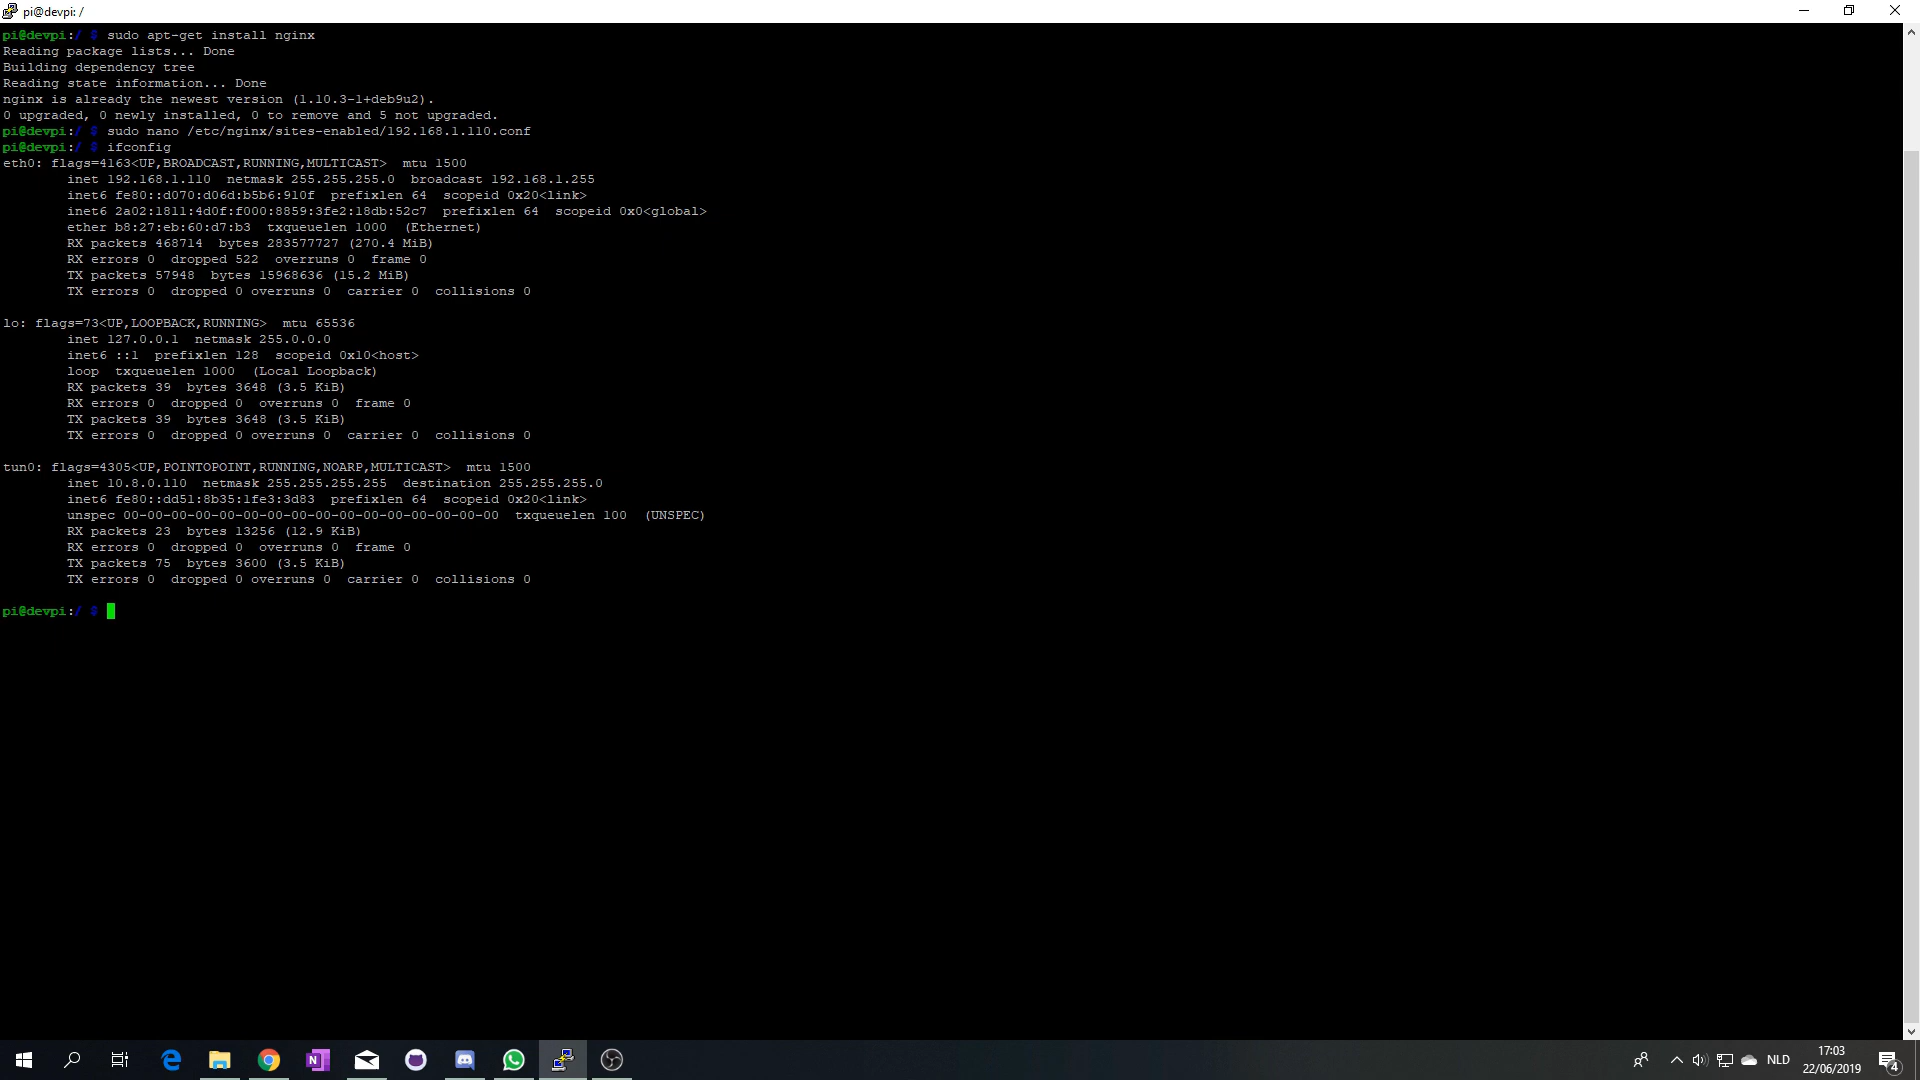 pi@devpi: /
pi@devpi:/ $ sudo apt-get install nginx
Reading package lists... Done
Building dependency tree
Reading state information... Done
nginx is already the newest version (1.10.3-1+deb9u2).
0 upgraded, 0 newly installed, 0 to remove and 5 not upgraded.
pi@devpi:/ $ sudo nano /etc/nginx/sites-enabled/192.168.1.110.conf
pi@devpi:/ $ ifconfig
eth0: flags=4163<UP,BROADCAST,RUNNING,MULTICAST>  mtu 1500
        inet 192.168.1.110  netmask 255.255.255.0  broadcast 192.168.1.255
        inet6 fe80::d070:d06d:b5b6:910f  prefixlen 64  scopeid 0x20<link>
        inet6 2a02:1811:4d0f:f000:8859:3fe2:18db:52c7  prefixlen 64  scopeid 0x0<global>
        ether b8:27:eb:60:d7:b3  txqueuelen 1000  (Ethernet)
        RX packets 468714  bytes 283577727 (270.4 MiB)
        RX errors 0  dropped 522  overruns 0  frame 0
        TX packets 57948  bytes 15968636 (15.2 MiB)
        TX errors 0  dropped 0 overruns 0  carrier 0  collisions 0
lo: flags=73<UP,LOOPBACK,RUNNING>  mtu 65536
        inet 127.0.0.1  netmask 255.0.0.0
        inet6 ::1  prefixlen 128  scopeid 0x10<host>
        loop  txqueuelen 1000  (Local Loopback)
        RX packets 39  bytes 3648 (3.5 KiB)
        RX errors 0  dropped 0  overruns 0  frame 0
        TX packets 39  bytes 3648 (3.5 KiB)
        TX errors 0  dropped 0 overruns 0  carrier 0  collisions 0
tun0: flags=4305<UP,POINTOPOINT,RUNNING,NOARP,MULTICAST>  mtu 1500
        inet 10.8.0.110  netmask 255.255.255.255  destination 255.255.255.0
        inet6 fe80::dd51:8b35:1fe3:3d83  prefixlen 64  scopeid 0x20<link>
        unspec 00-00-00-00-00-00-00-00-00-00-00-00-00-00-00-00  txqueuelen 100  (UNSPEC)
        RX packets 23  bytes 13256 (12.9 KiB)
        RX errors 0  dropped 0  overruns 0  frame 0
        TX packets 75  bytes 3600 (3.5 KiB)
        TX errors 0  dropped 0 overruns 0  carrier 0  collisions 0
pi@devpi:/ $
NLD
17:03
22/06/2019
4